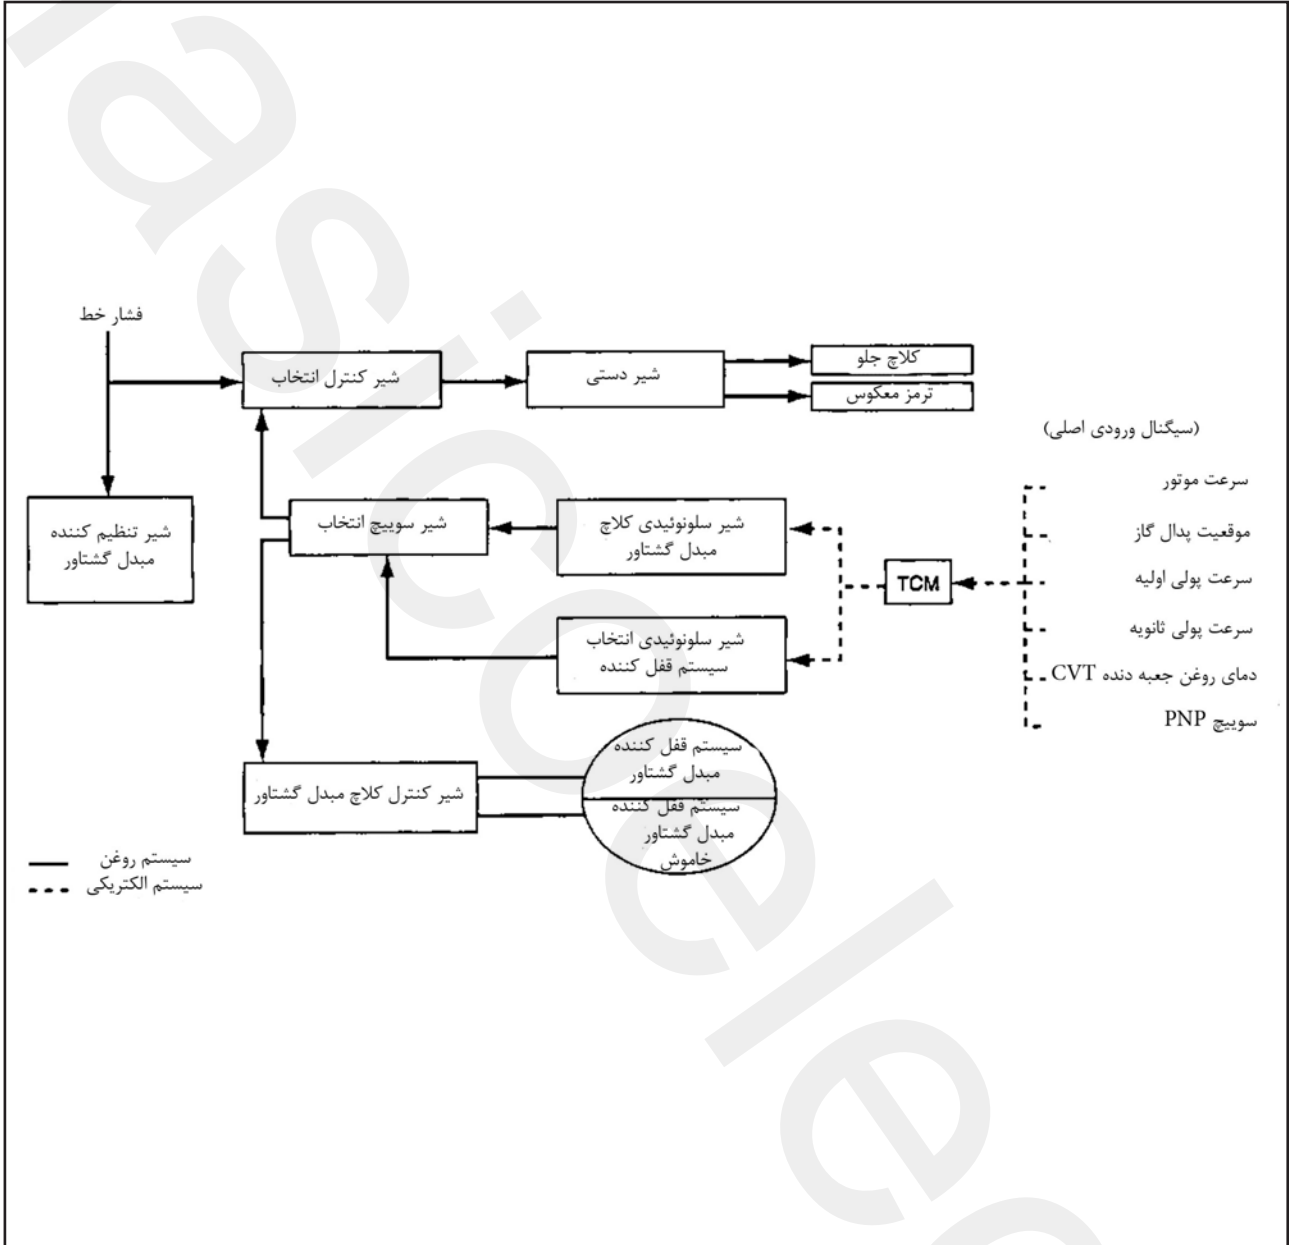 فشار خط
شیر کنترل انتخاب
شیر دستی
کلاچ جلو
ترمز معکوس
(سیگنال ورودی اصلی)
سرعت موتور
موقعیت پدال گاز
سرعت پولی اولیه
سرعت پولی ثانویه
دمای روغن جعبه دنده CVT
سوییچ PNP
TCM
شیر تنظیم کننده
مبدل گشتاور
شیر سوییچ انتخاب
شیر سلونوئیدی کلاچ
مبدل گشتاور
شیر سلونوئیدی انتخاب
سیستم قفل کننده
شیر کنترل کلاچ مبدل گشتاور
سیستم قفل کننده
مبدل گشتاور
سیستم قفل کننده
مبدل گشتاور
خاموش
سیستم روغن
سیستم الکتریکی